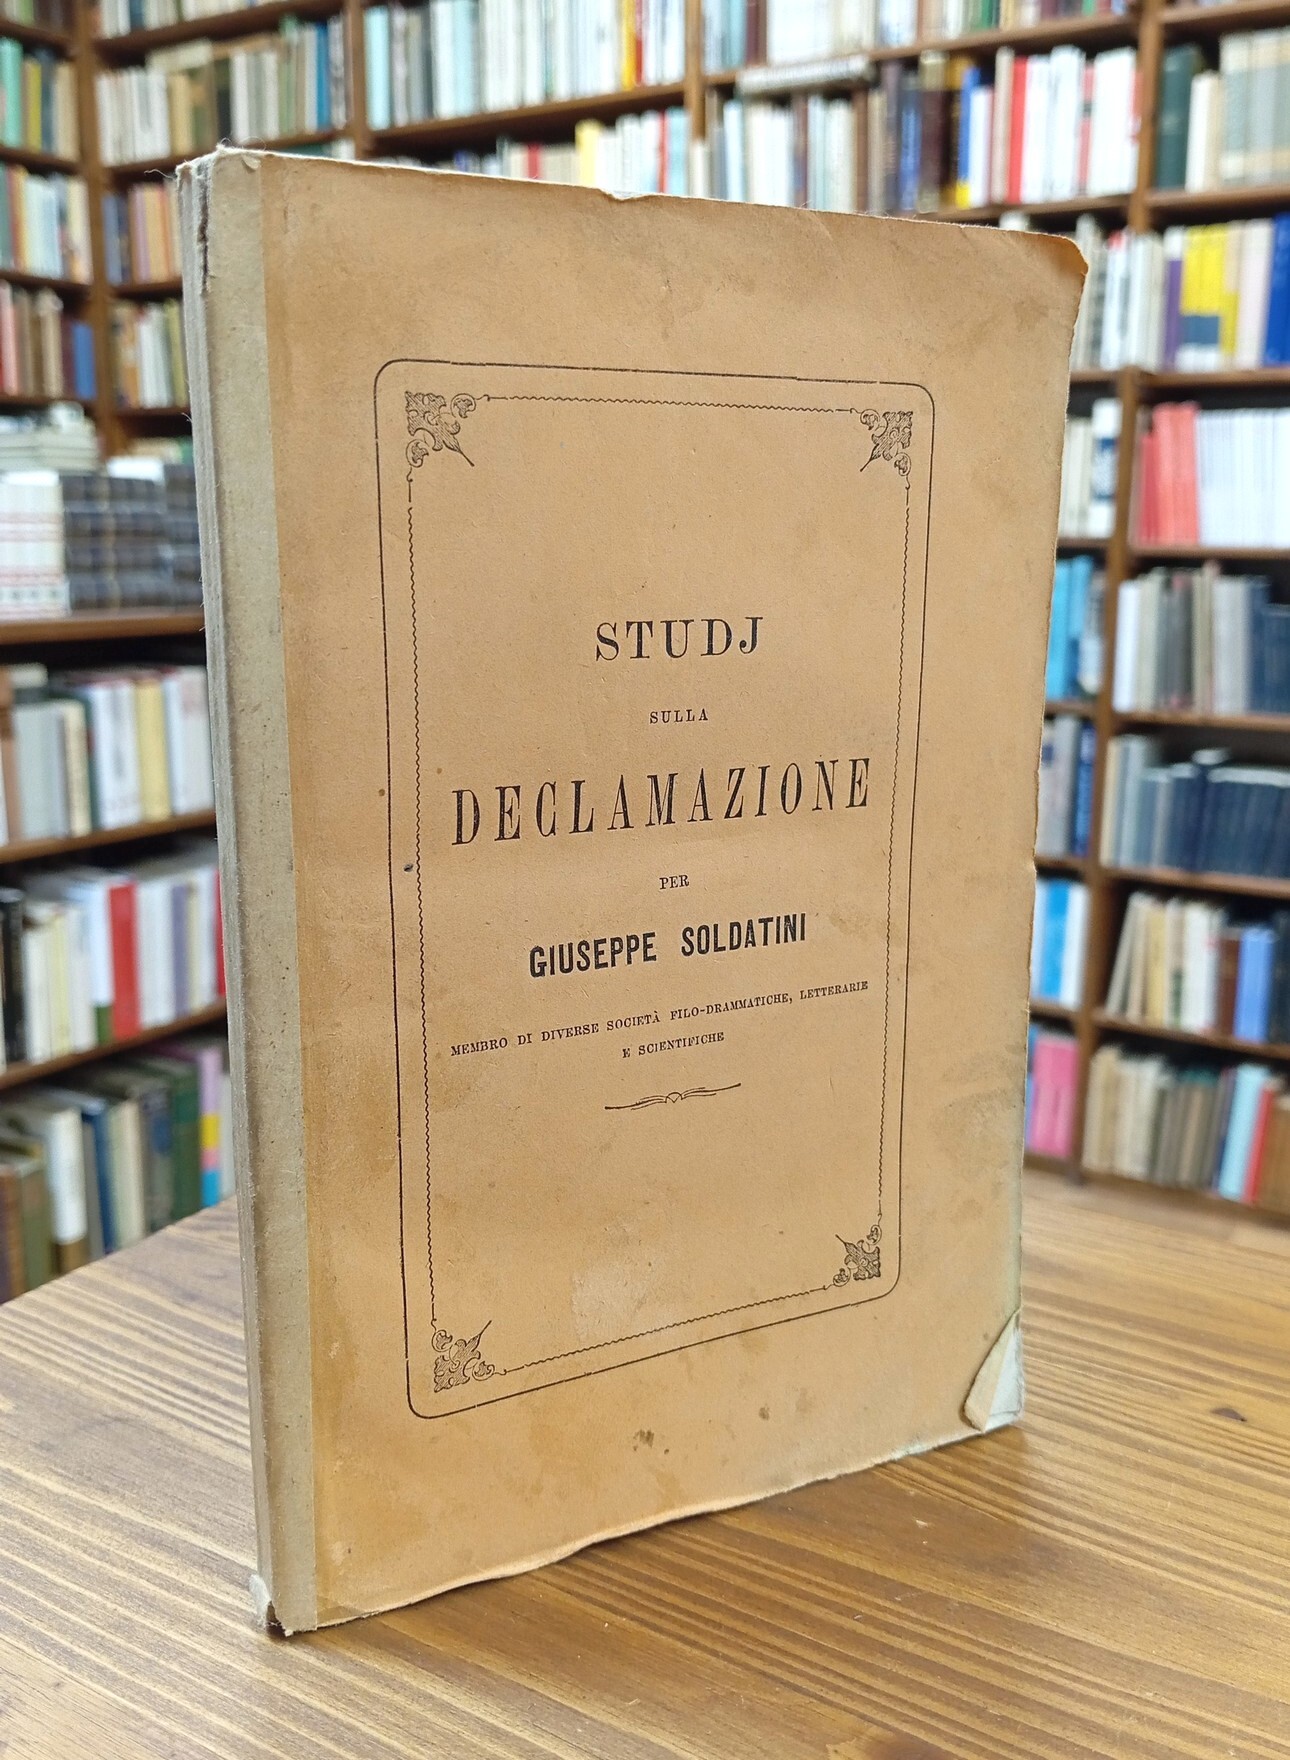 STUDJ
SULLA
DECLAMAZIONE
PER
GIUSEPPE SOLDATINI
MEMBRO DI DIVERSE SOCIETÀ FILO-DRAMMATICHE, LETTERARIE
E SCIENTIFICHE